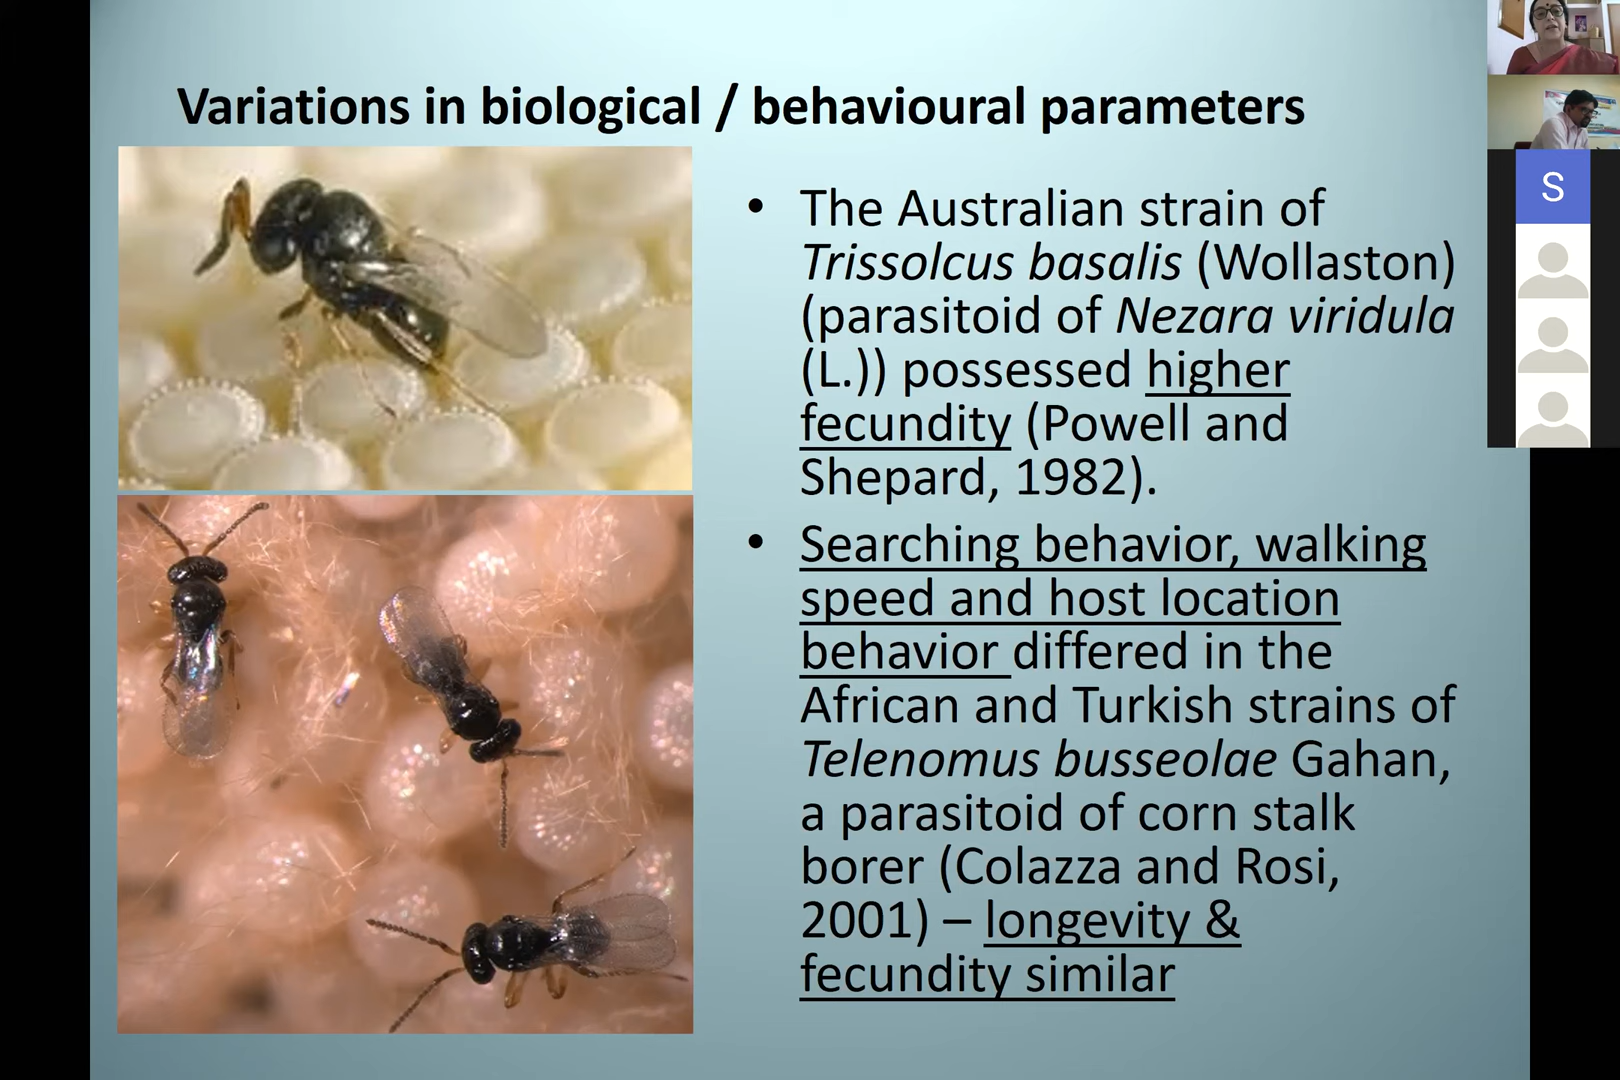 Variations in biological / behavioural parameters
• The Australian strain of
Trissolcus basalis (Wollaston)
(parasitoid of Nezara viridula
(L.)) possessed higher
fecundity (Powell and
Shepard, 1982).
• Searching behavior, walking
speed and host location
behavior differed in the
African and Turkish strains of
Telenomus busseolae Gahan,
a parasitoid of corn stalk
borer (Colazza and Rosi,
2001) – longevity &
fecundity similar
S